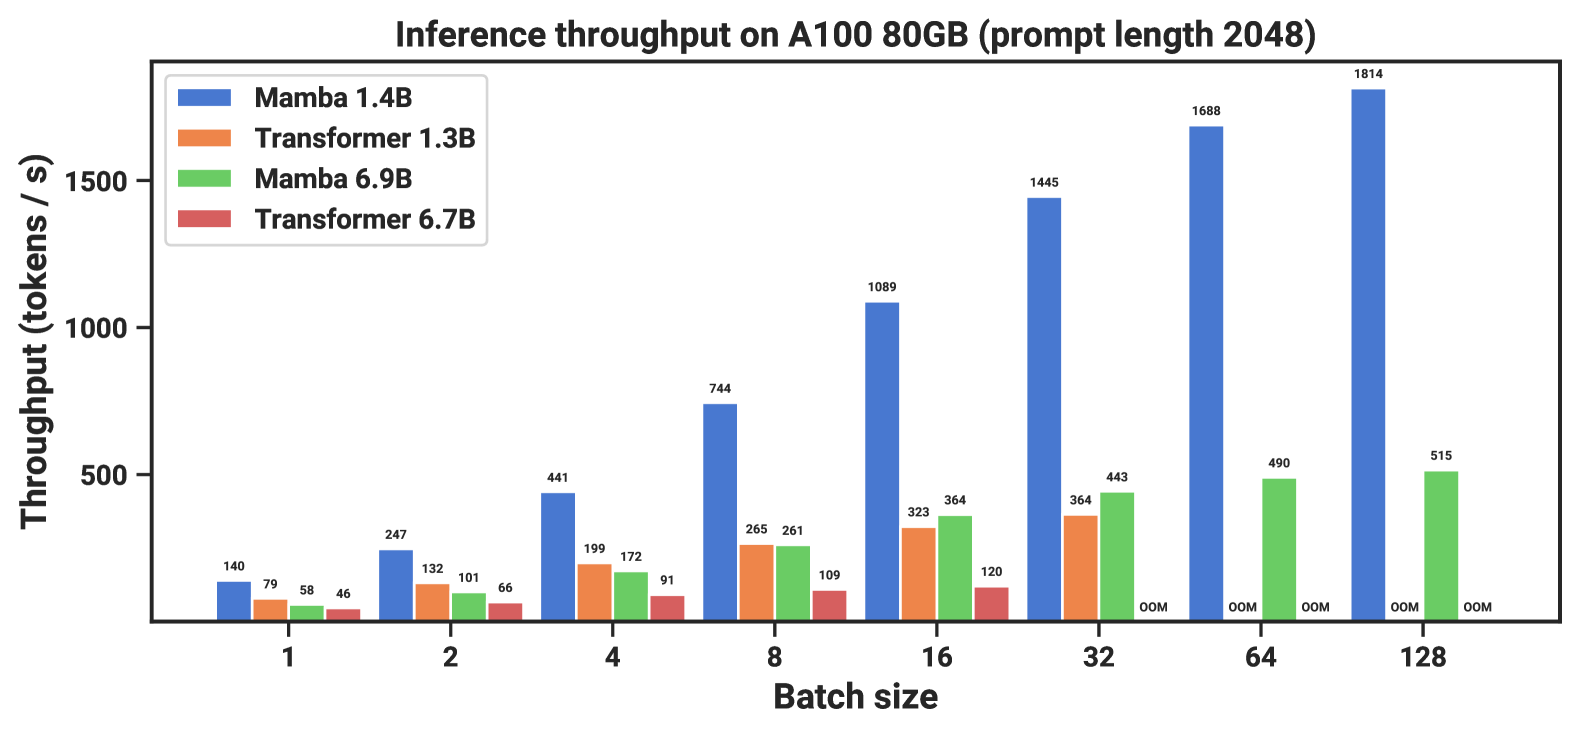 Inference throughput on A100 80GB (prompt length 2048)
Mamba 1.4B
Transformer 1.3B
Mamba 6.9B
Transformer 6.7B
Throughput (tokens / s)
1500
1000
500
140 79 58 46
247 132 101 66
441 199 172 91
744 265 261 109
1089 323 364 120
1445 364 443 OOM
1688 OOM 490 OOM
1814 OOM 515 OOM
1 2 4 8 16 32 64 128
Batch size